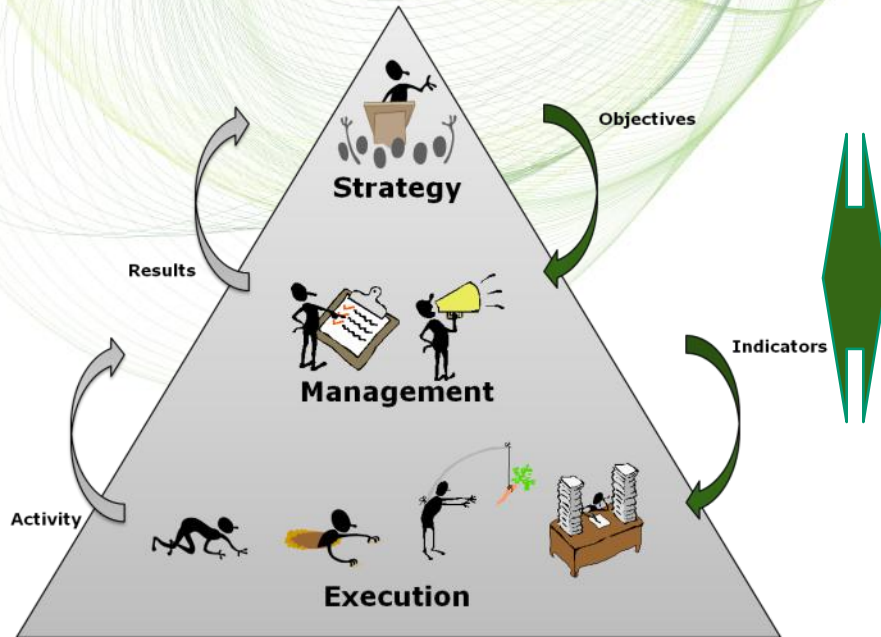 Objectives
Strategy
Results
Indicators
Management
Activity
Execution